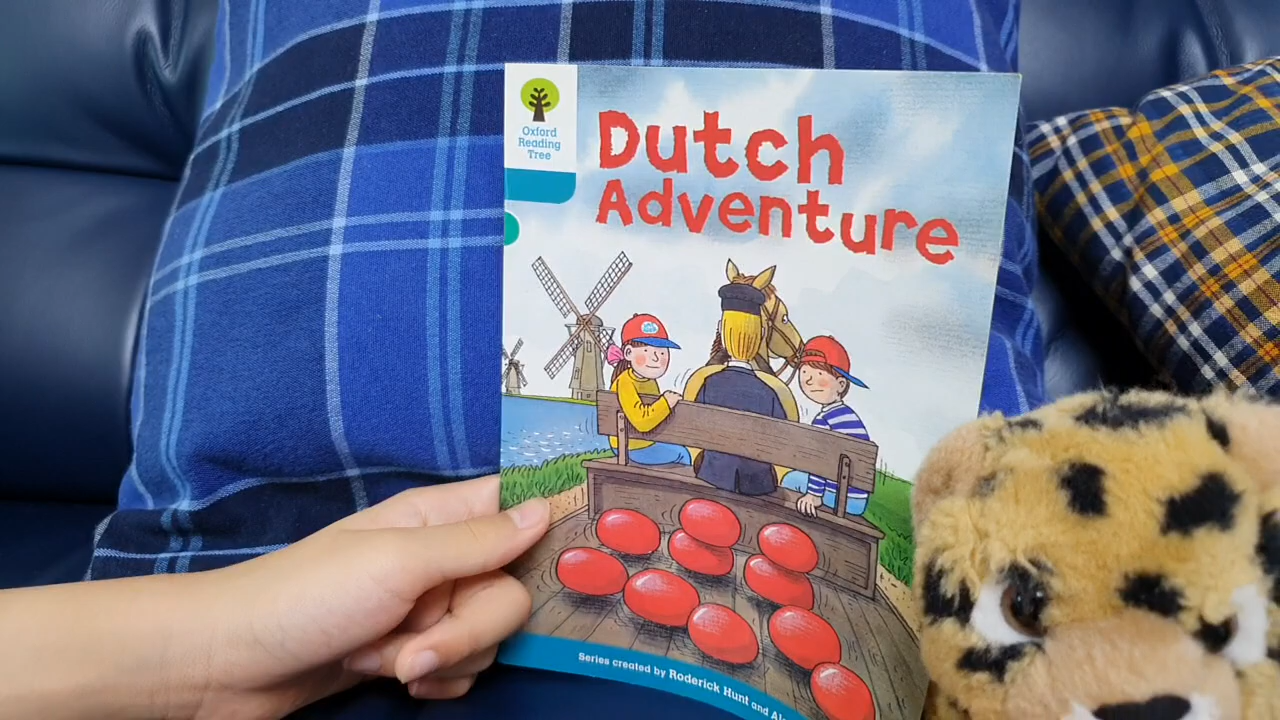 Oxford
Reading
Tree
Dutch
Adventure
Series created by Roderick Hunt and